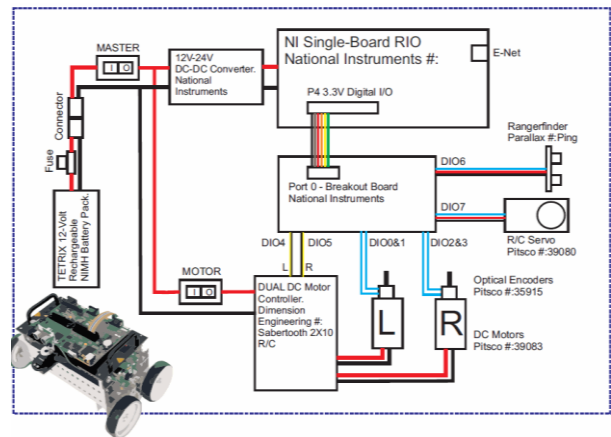 MASTER
I O
12V-24V
DC-DC Converter.
National
Instruments
NI Single-Board RIO
National Instruments #:
E-Net
P4 3.3V Digital I/O
Connector
Fuse
TETRIX 12-Volt
Rechargeable
NIMH Battery Pack.
Port 0 - Breakout Board
National Instruments
Rangerfinder
Parallax #:Ping
DIO6
DIO7
R/C Servo
Pitsco #:39080
DIO4
DIO5
DIO0&1
DIO2&3
L
R
MOTOR
I O
DUAL DC Motor
Controller.
Dimension
Engineering #:
Sabertooth 2X10
R/C
L
R
Optical Encoders
Pitsco #:35915
DC Motors
Pitsco #:39083